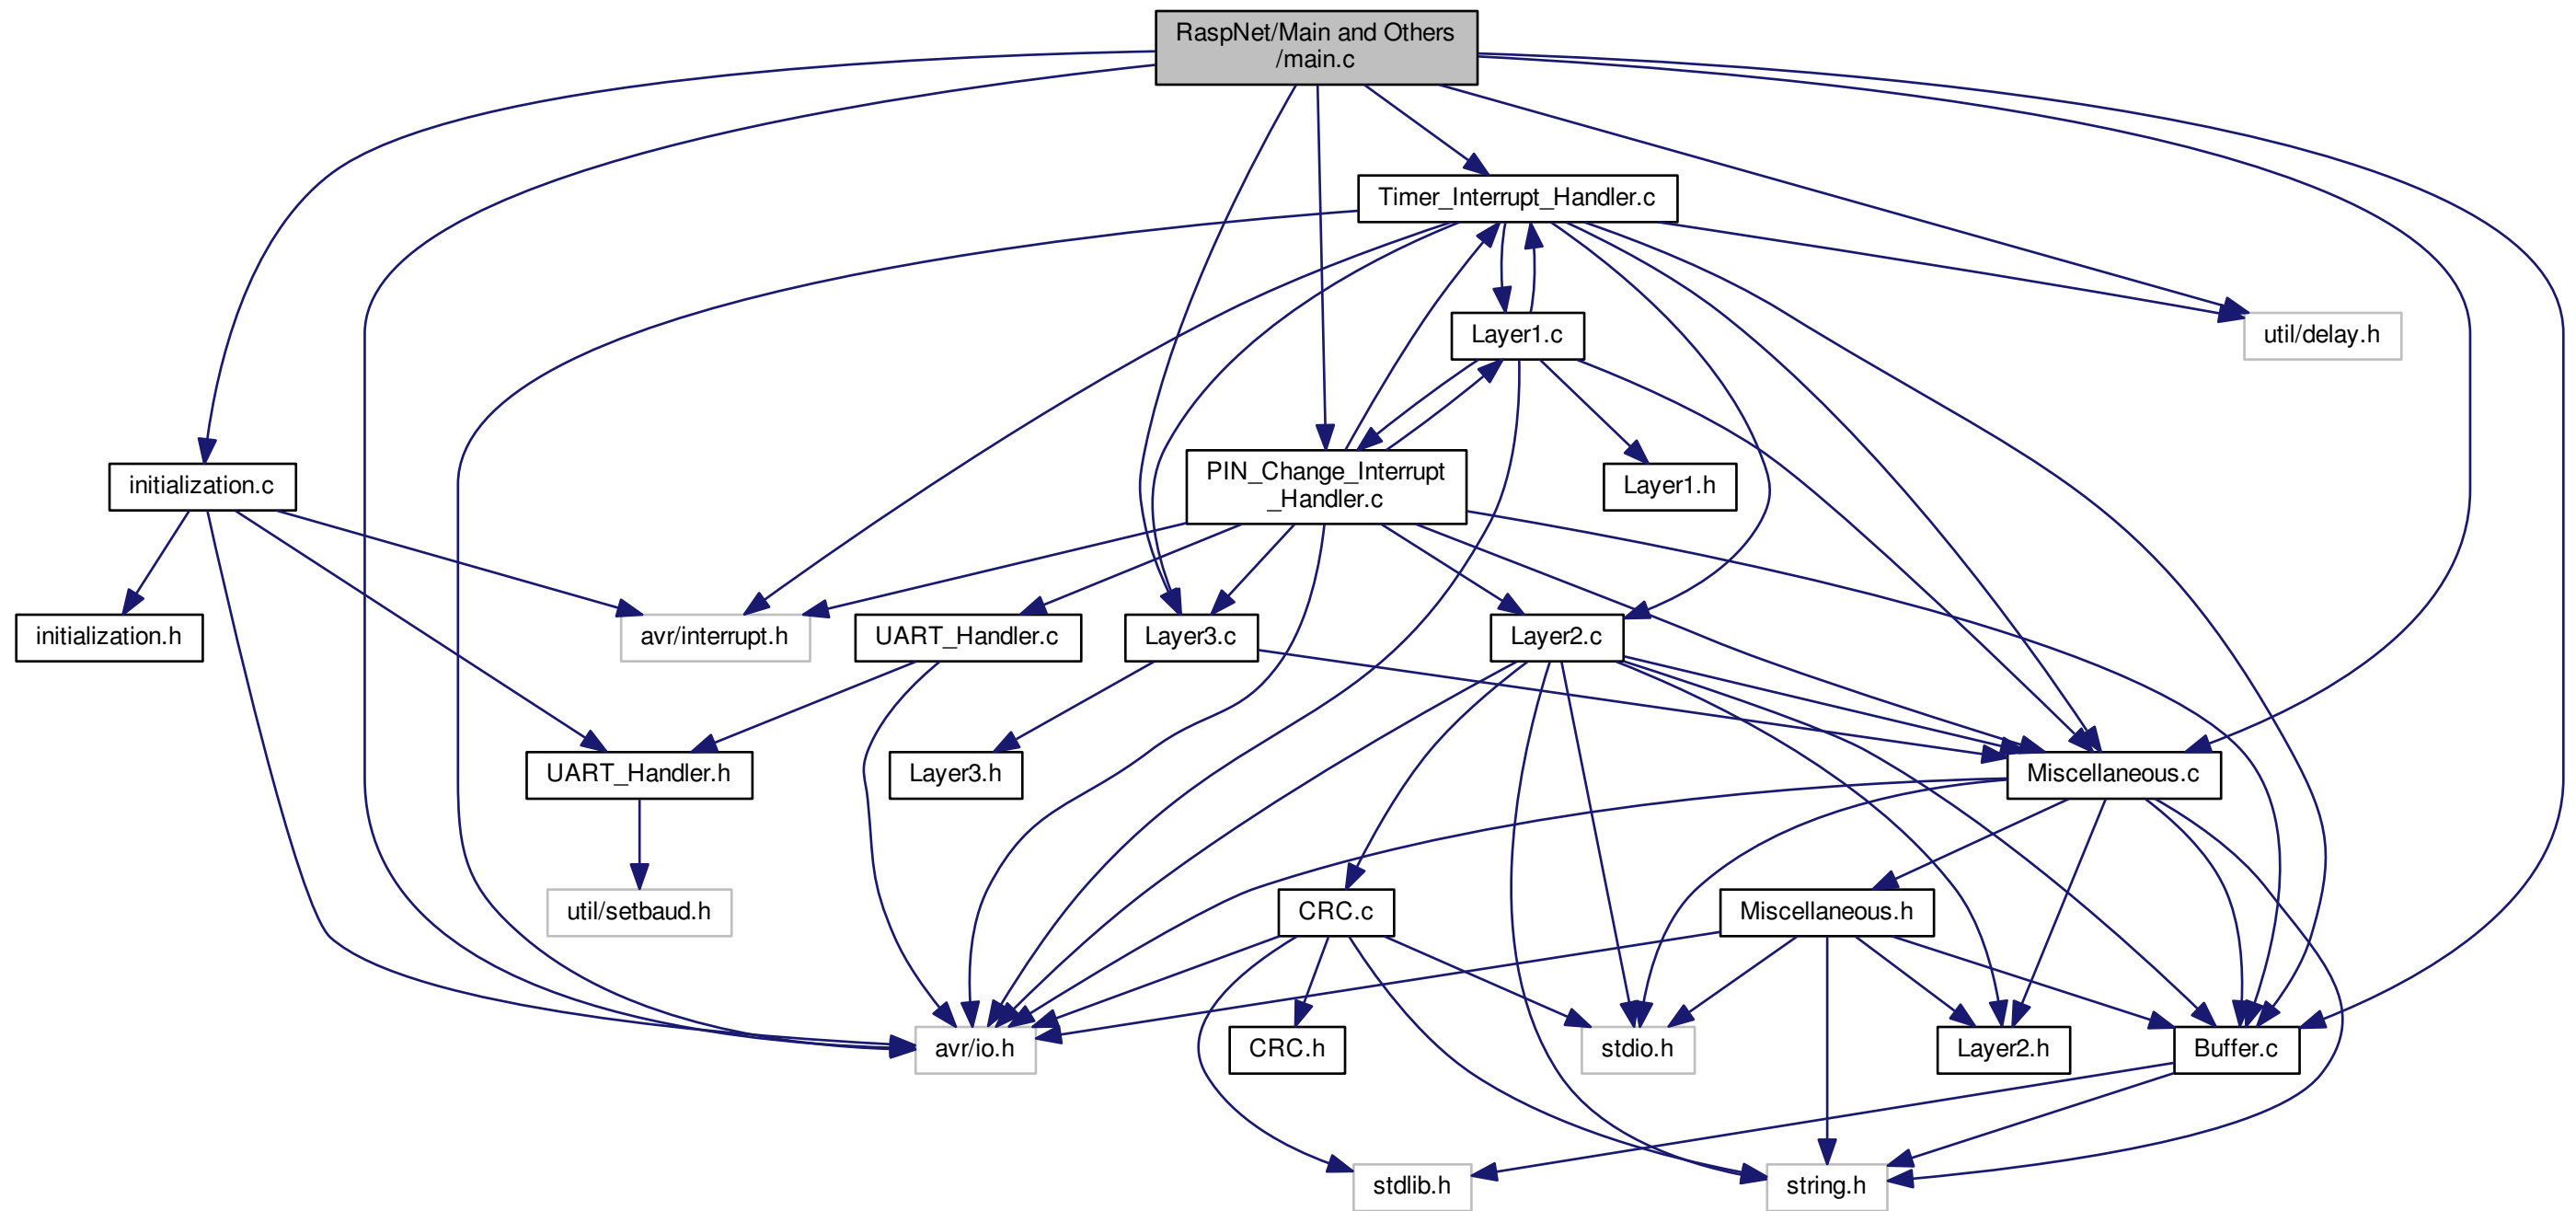 RaspNet/Main and Others
/main.c
Timer_Interrupt_Handler.c
Layer1.c
util/delay.h
initialization.c
PIN_Change_Interrupt
_Handler.c
Layer1.h
initialization.h
avr/interrupt.h
UART_Handler.c
Layer3.c
Layer2.c
UART_Handler.h
Layer3.h
Miscellaneous.c
util/setbaud.h
CRC.c
Miscellaneous.h
avr/io.h
CRC.h
stdio.h
Layer2.h
Buffer.c
stdlib.h
string.h